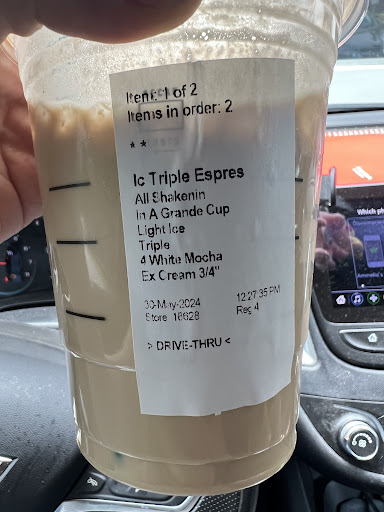 Item: 1 of 2
Items in order: 2
* *
Ic Triple Espres
All Shakenin
In A Grande Cup
Light Ice
Triple
4 White Mocha
Ex Cream 3/4"
30-May-2024 12:27:35 PM
Store 18628 Reg 4
> DRIVE-THRU <
Which ph